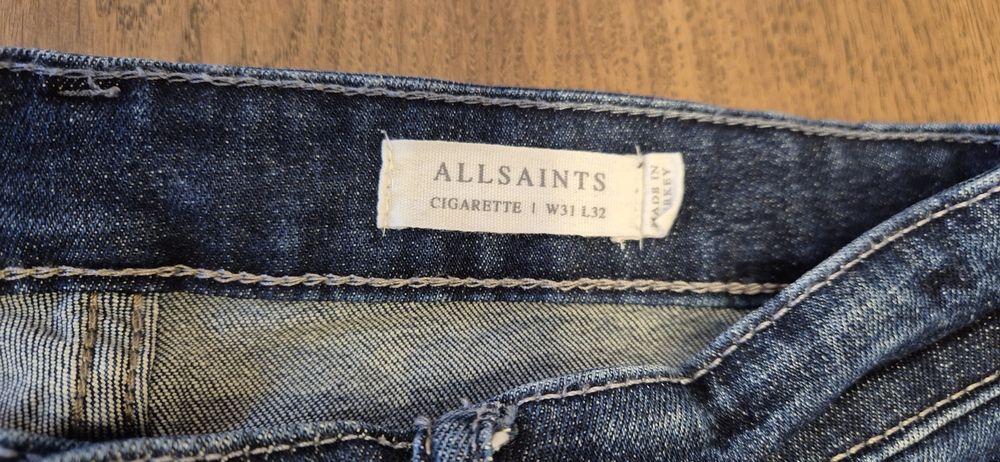 ALLSAINTS
CIGARETTE | W31 L32
MADE IN